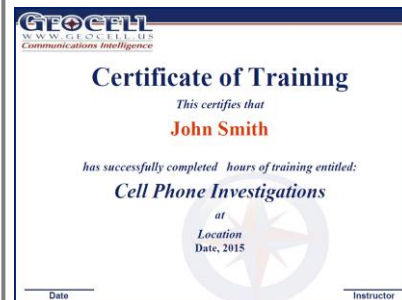 GEOCELL
WWW.GEOCELL.US
Communications Intelligence
Certificate of Training
This certifies that
John Smith
has successfully completed hours of training entitled:
Cell Phone Investigations
at
Location
Date, 2015
Date Instructor